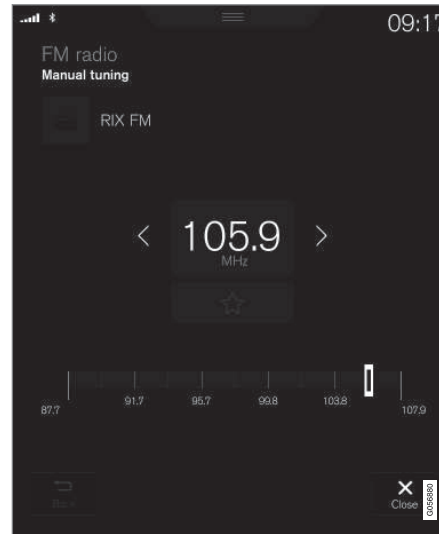 09:17
FM radio
Manual tuning
RIX FM
105.9
MHz
87.7 91.7 95.7 99.8 103.8 107.9
Back
Close
G056880